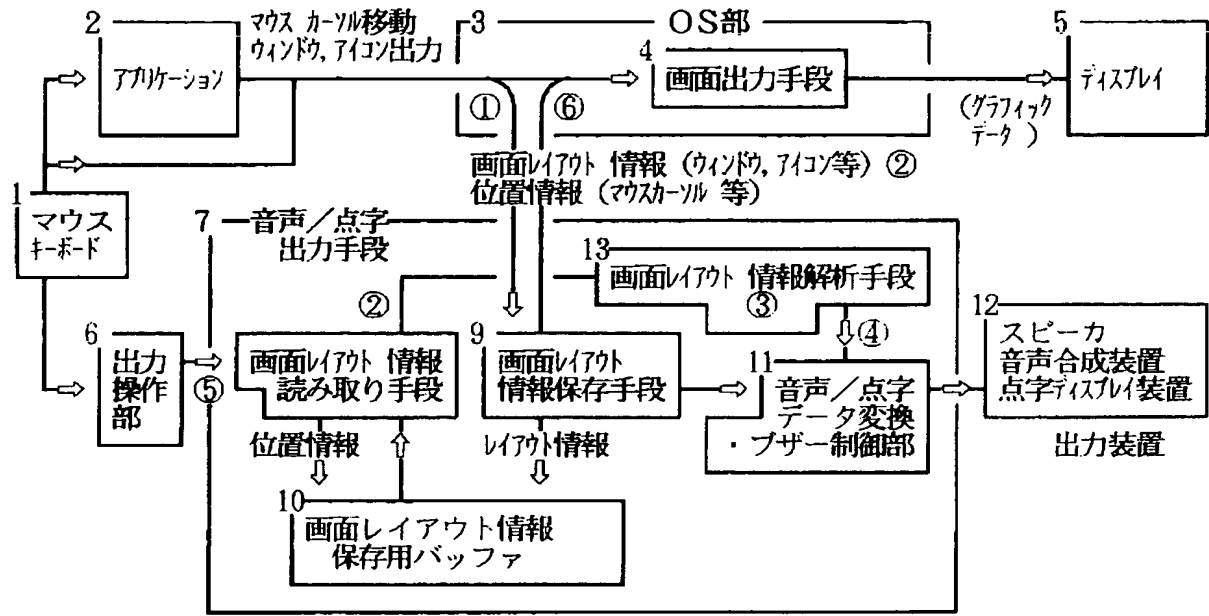 2
アプリケーション
マウス カーソル移動
ウィンドウ, アイコン出力
3 OS部
4
画面出力手段
5
ディスプレイ
(グラフィック
データ)
① ⑥
画面レイアウト 情報 (ウィンドウ, アイコン等) ②
位置情報 (マウスカーソル 等)
1
マウス
キーボード
7 音声/点字
出力手段
13
画面レイアウト 情報解析手段
③
②
④
6
出力
操作
部
⑤
画面レイアウト 情報
読み取り手段
9
画面レイアウト
情報保存手段
11
音声/点字
データ変換
・ブザー制御部
12
スピーカ
音声合成装置
点字ディスプレイ装置
出力装置
位置情報
レイアウト情報
10
画面レイアウト情報
保存用バッファ